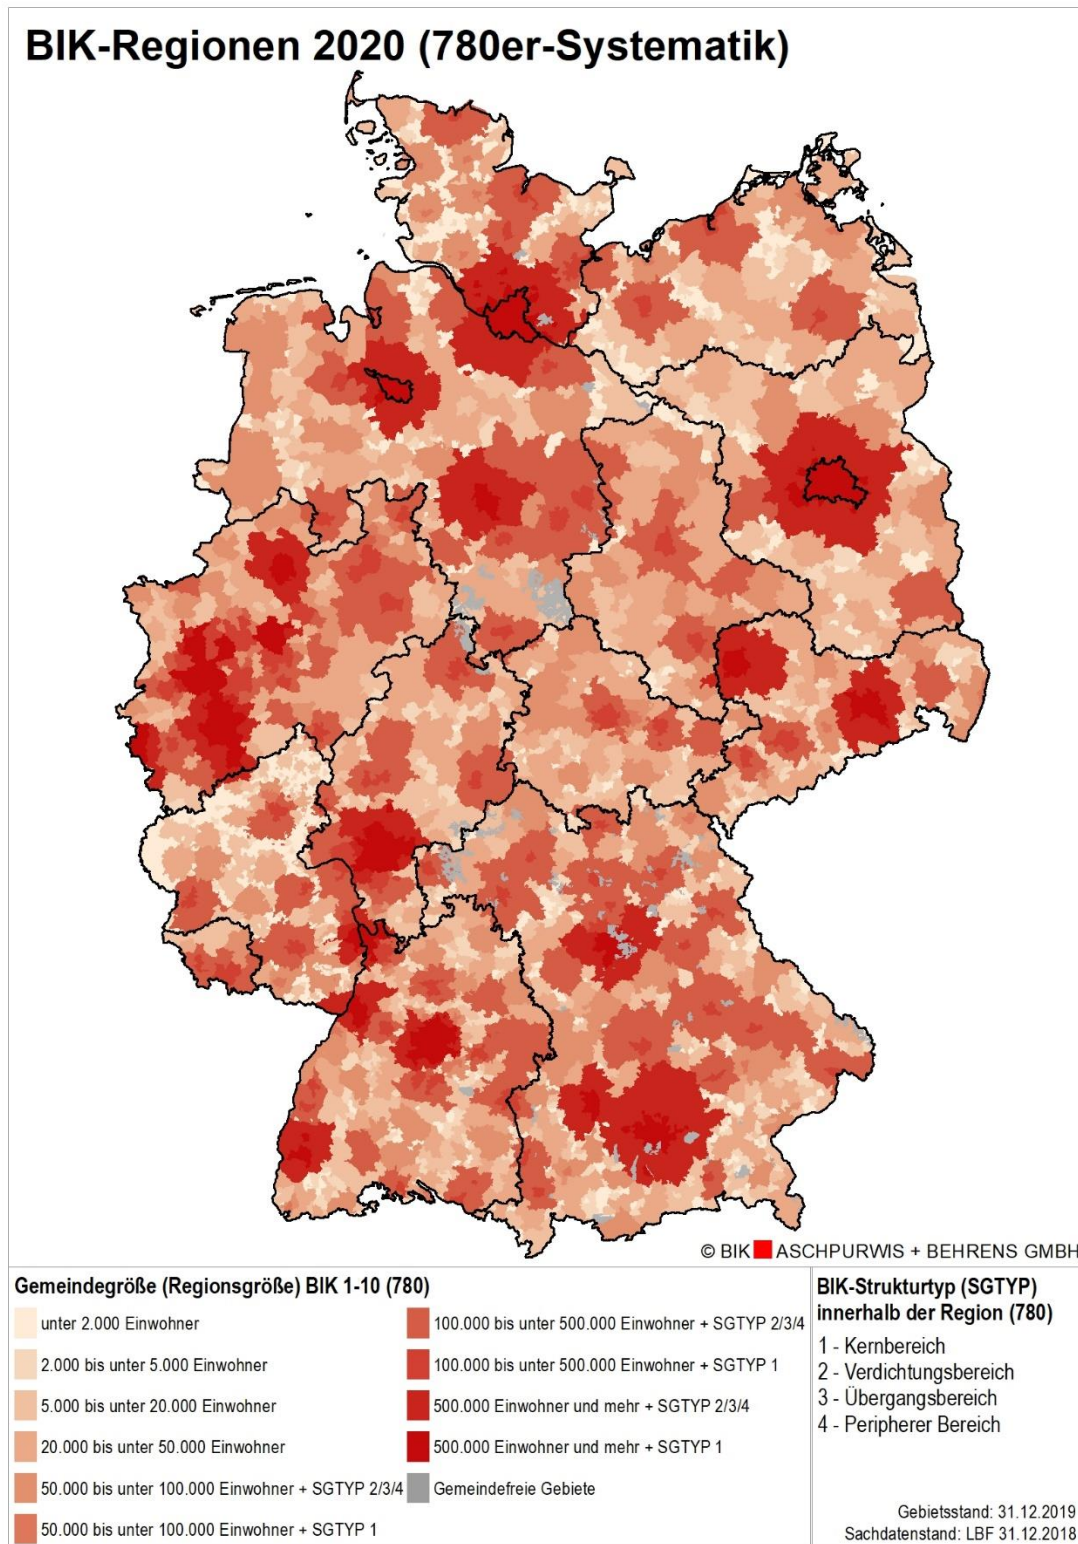 BIK-Regionen 2020 (780er-Systematik)
© BIK ASCHPURWIS + BEHRENS GMBH
Gemeindegröße (Regionsgröße) BIK 1-10 (780)
unter 2.000 Einwohner
2.000 bis unter 5.000 Einwohner
5.000 bis unter 20.000 Einwohner
20.000 bis unter 50.000 Einwohner
50.000 bis unter 100.000 Einwohner + SGTYP 2/3/4
50.000 bis unter 100.000 Einwohner + SGTYP 1
100.000 bis unter 500.000 Einwohner + SGTYP 2/3/4
100.000 bis unter 500.000 Einwohner + SGTYP 1
500.000 Einwohner und mehr + SGTYP 2/3/4
500.000 Einwohner und mehr + SGTYP 1
Gemeindefreie Gebiete
BIK-Strukturtyp (SGTYP)
innerhalb der Region (780)
1 - Kernbereich
2 - Verdichtungsbereich
3 - Übergangsbereich
4 - Peripherer Bereich
Gebietsstand: 31.12.2019
Sachdatenstand: LBF 31.12.2018